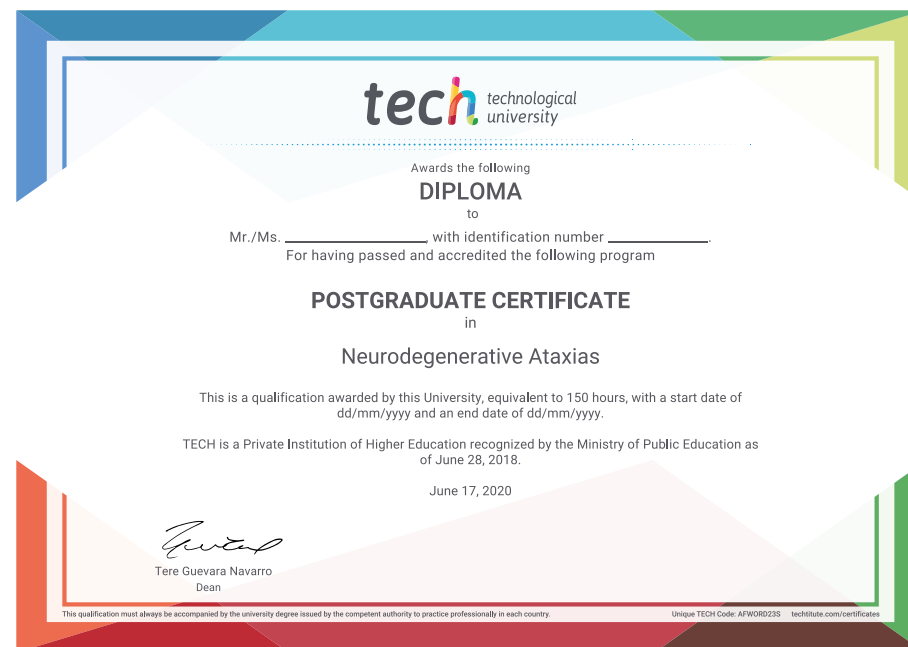 tech technological
university
Awards the following
DIPLOMA
to
Mr./Ms. ____________, with identification number ____________.
For having passed and accredited the following program
POSTGRADUATE CERTIFICATE
in
Neurodegenerative Ataxias
This is a qualification awarded by this University, equivalent to 150 hours, with a start date of
dd/mm/yyyy and an end date of dd/mm/yyyy.
TECH is a Private Institution of Higher Education recognized by the Ministry of Public Education as
of June 28, 2018.
June 17, 2020
Tere Guevara Navarro
Dean
This qualification must always be accompanied by the university degree issued by the competent authority to practice professionally in each country. Unique TECH Code: AFWORD23S techtitute.com/certificates